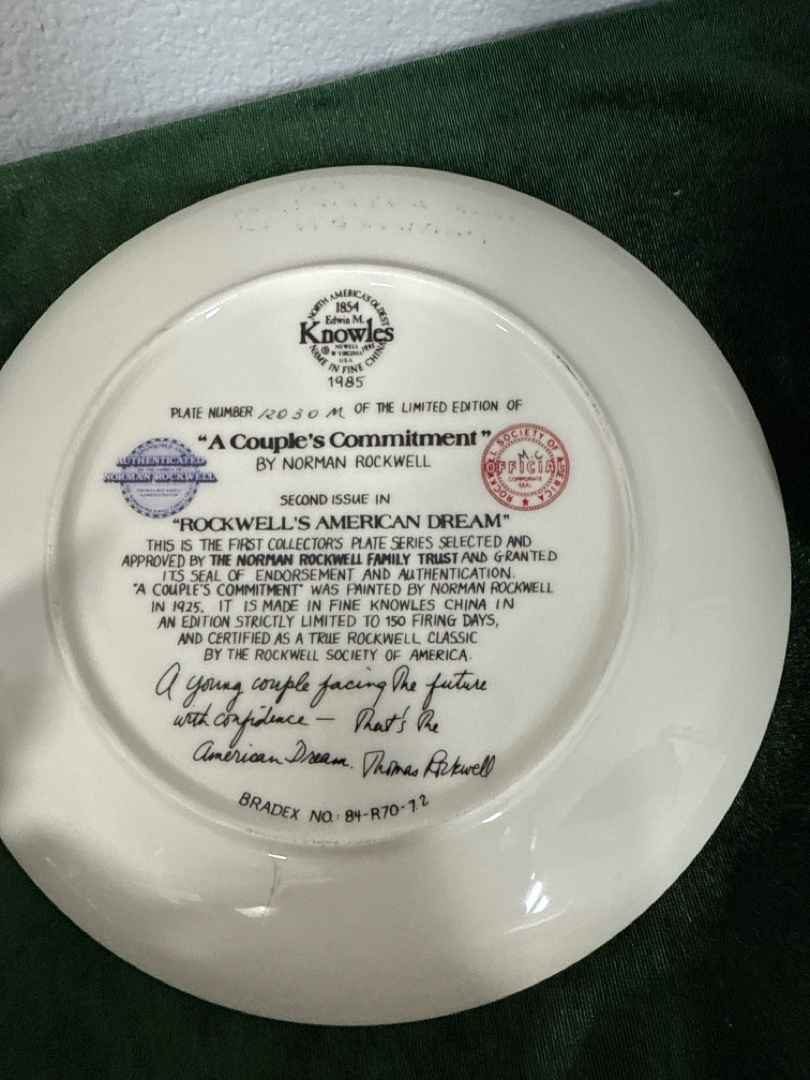 NORTH AMERICA'S OLDEST
1854
Edwin M.
Knowles
NEWELL
W. VIRGINIA
U.S.A.
NAME IN FINE CHINA
1985
PLATE NUMBER 12030M OF THE LIMITED EDITION OF
"A Couple's Commitment"
BY NORMAN ROCKWELL
AUTHENTICATED
NORMAN ROCKWELL
ROCKWELL SOCIETY OF AMERICA
M.C
OFFICIAL
CORPORATE
SEAL
SECOND ISSUE IN
"ROCKWELL'S AMERICAN DREAM"
THIS IS THE FIRST COLLECTOR'S PLATE SERIES SELECTED AND
APPROVED BY THE NORMAN ROCKWELL FAMILY TRUST AND GRANTED
ITS SEAL OF ENDORSEMENT AND AUTHENTICATION.
"A COUPLE'S COMMITMENT" WAS PAINTED BY NORMAN ROCKWELL
IN 1925. IT IS MADE IN FINE KNOWLES CHINA IN
AN EDITION STRICTLY LIMITED TO 150 FIRING DAYS,
AND CERTIFIED AS A TRUE ROCKWELL CLASSIC
BY THE ROCKWELL SOCIETY OF AMERICA.
A young couple facing the future
with confidence — That's the
American Dream. Thomas Rockwell
BRADEX NO.: 84-R70-7.2